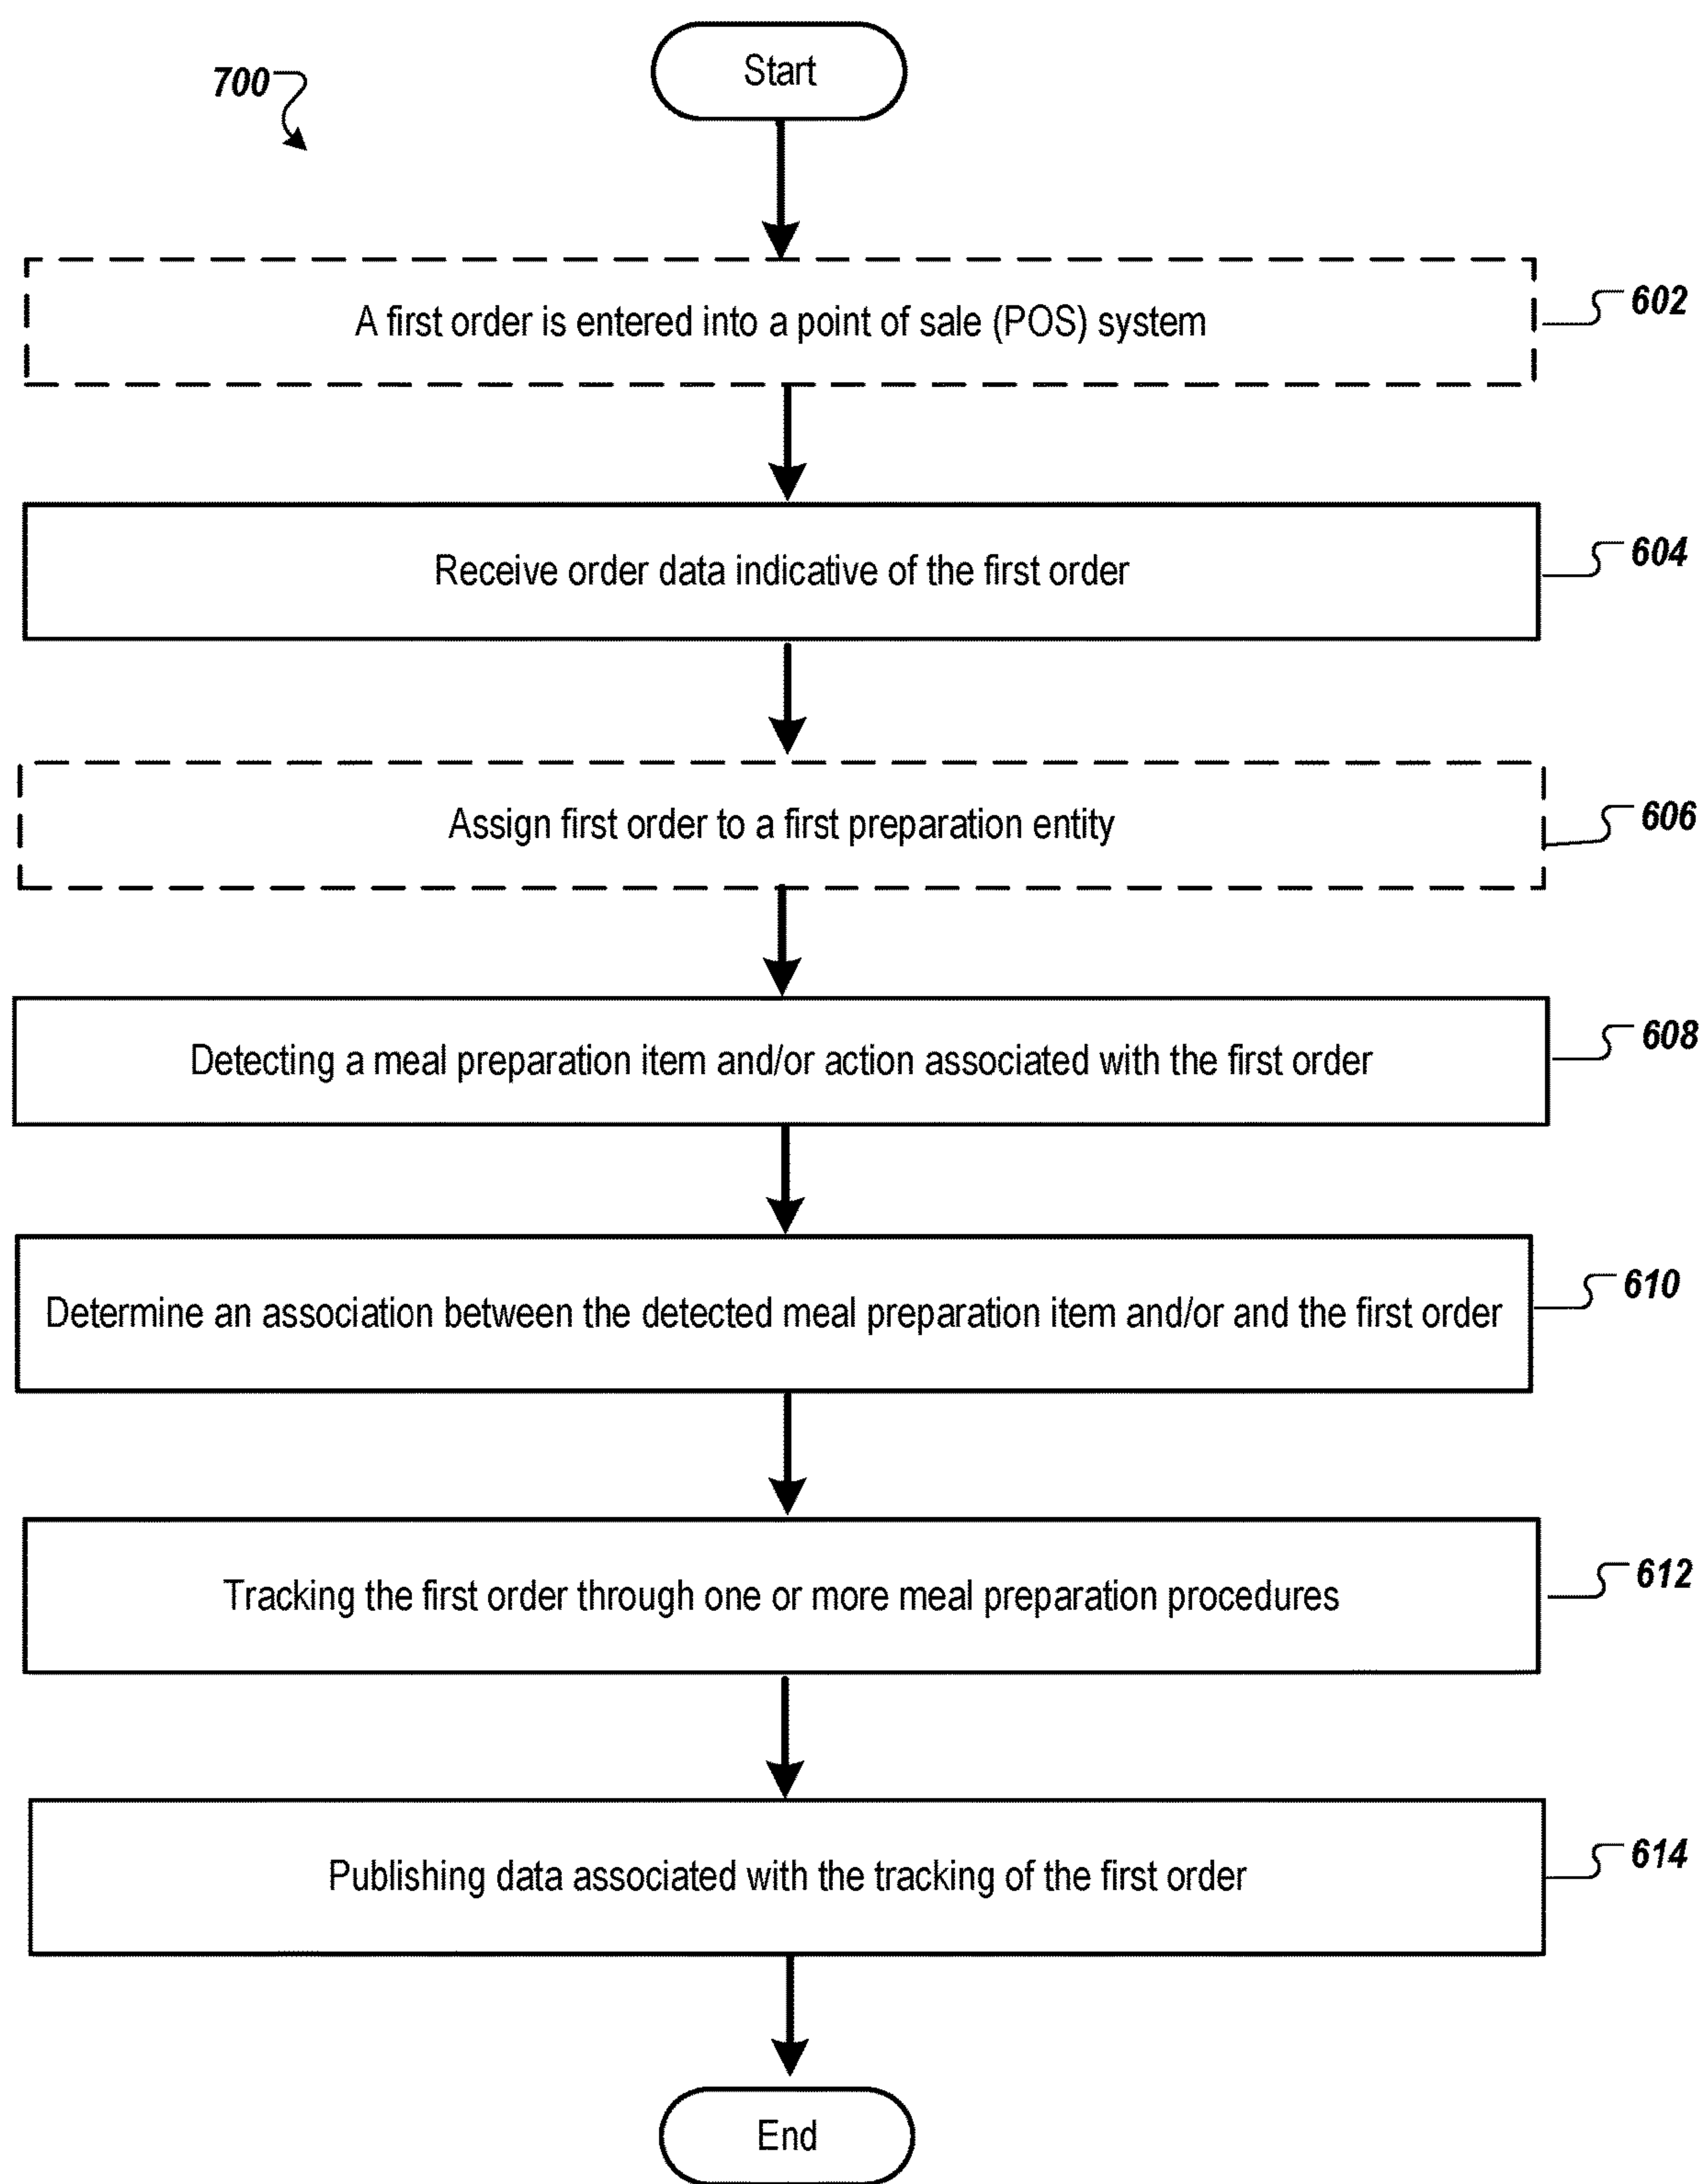 Start
700
A first order is entered into a point of sale (POS) system
602
Receive order data indicative of the first order
604
Assign first order to a first preparation entity
606
Detecting a meal preparation item and/or action associated with the first order
608
Determine an association between the detected meal preparation item and/or and the first order
610
Tracking the first order through one or more meal preparation procedures
612
Publishing data associated with the tracking of the first order
614
End